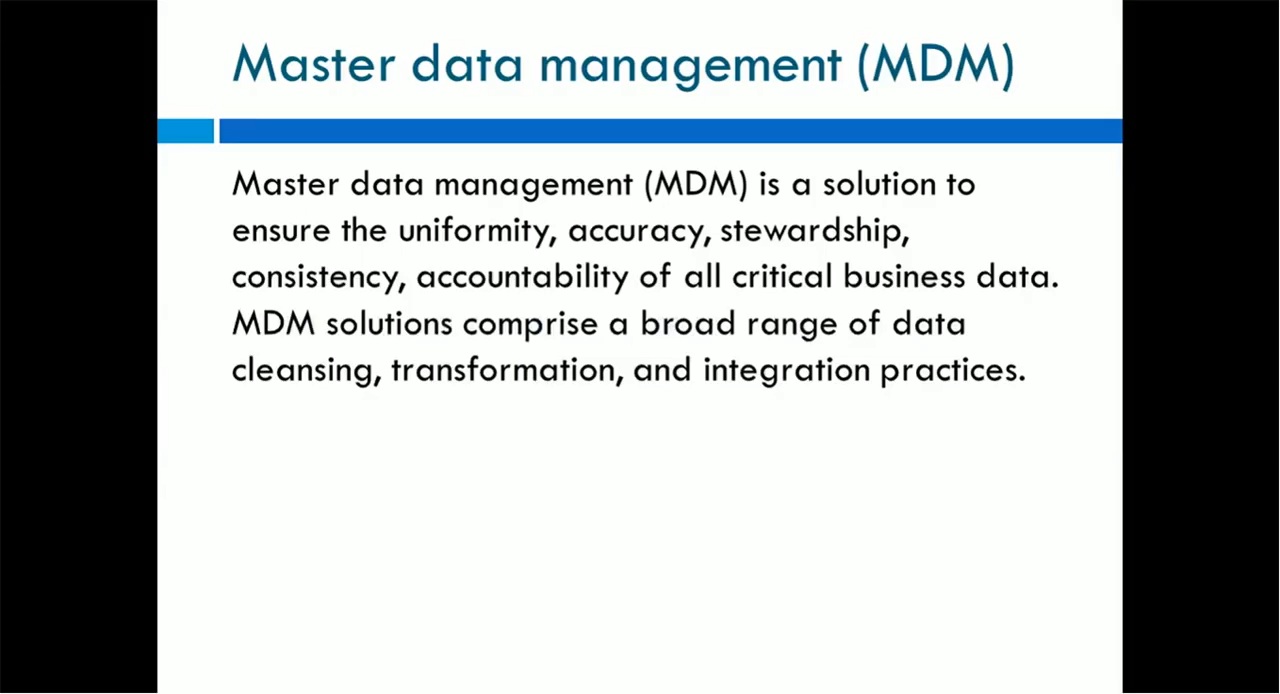 Master data management (MDM)
Master data management (MDM) is a solution to
ensure the uniformity, accuracy, stewardship,
consistency, accountability of all critical business data.
MDM solutions comprise a broad range of data
cleansing, transformation, and integration practices.